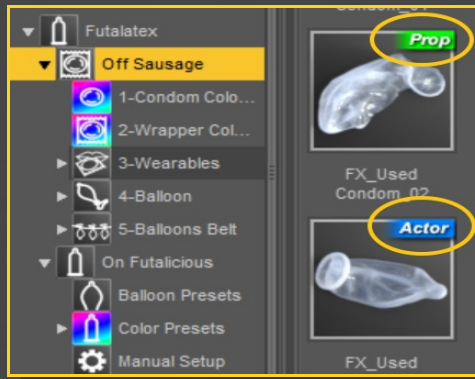 Futalatex
Off Sausage
1-Condom Colo...
2-Wrapper Col...
3-Wearables
4-Balloon
5-Balloons Belt
On Futalicious
Balloon Presets
Color Presets
Manual Setup
Prop
FX_Used
Condom_02
Actor
FX_Used